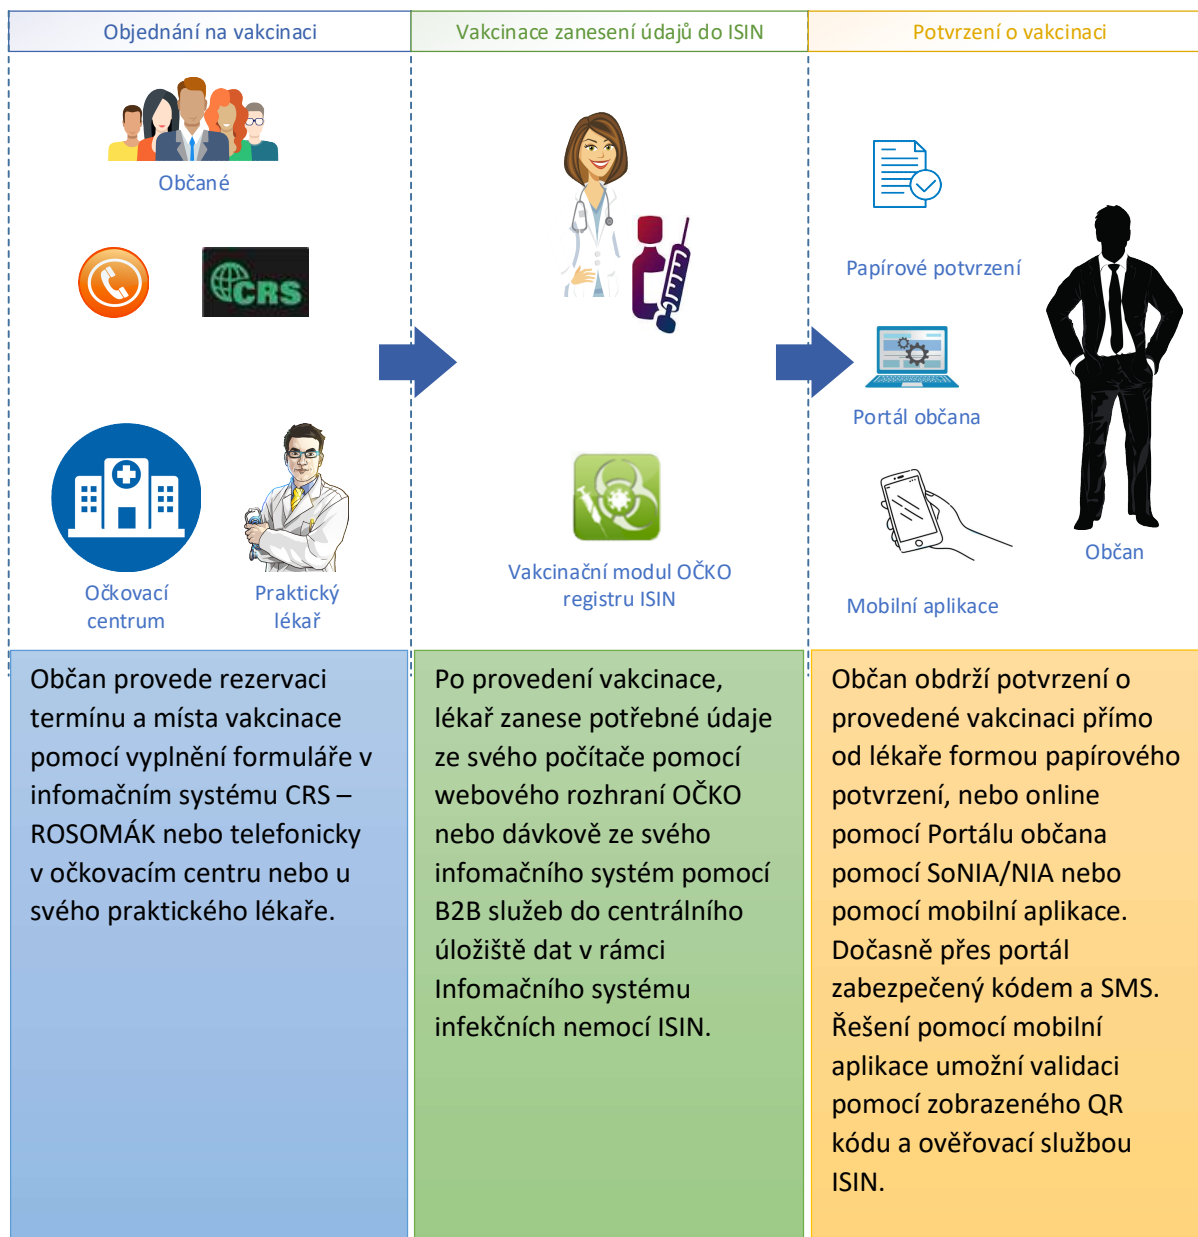 Objednání na vakcinaci
Vakcinace zanesení údajů do ISIN
Potvrzení o vakcinaci
Občané
CRS
Očkovací
centrum
Praktický
lékař
Vakcinační modul OČKO
registru ISIN
Papírové potvrzení
Portál občana
Mobilní aplikace
Občan
Občan provede rezervaci
termínu a místa vakcinace
pomocí vyplnění formuláře v
infomačním systému CRS –
ROSOMÁK nebo telefonicky
v očkovacím centru nebo u
svého praktického lékaře.
Po provedení vakcinace,
lékař zanese potřebné údaje
ze svého počítače pomocí
webového rozhraní OČKO
nebo dávkově ze svého
infomačního systém pomocí
B2B služeb do centrálního
úložiště dat v rámci
Infomačního systému
infekčních nemocí ISIN.
Občan obdrží potvrzení o
provedené vakcinaci přímo
od lékaře formou papírového
potvrzení, nebo online
pomocí Portálu občana
pomocí SoNIA/NIA nebo
pomocí mobilní aplikace.
Dočasně přes portál
zabezpečený kódem a SMS.
Řešení pomocí mobilní
aplikace umožní validaci
pomocí zobrazeného QR
kódu a ověřovací službou
ISIN.